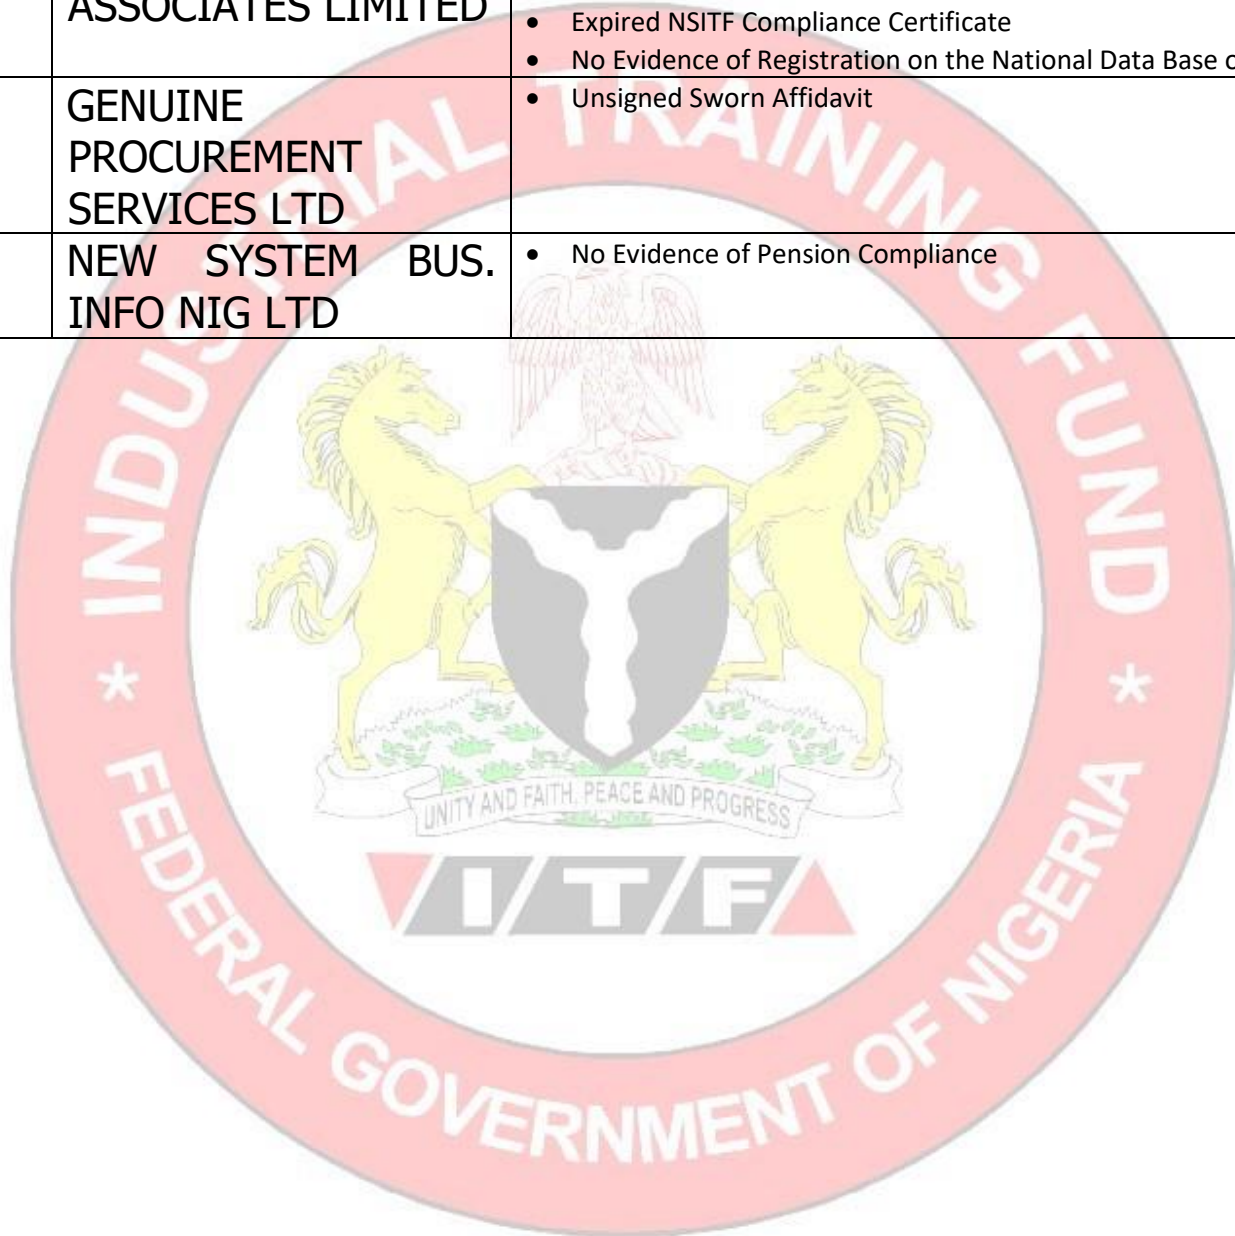 ASSOCIATES LIMITED
• Expired NSITF Compliance Certificate
• No Evidence of Registration on the National Data Base
GENUINE
PROCUREMENT
SERVICES LTD
• Unsigned Sworn Affidavit
NEW SYSTEM BUS.
INFO NIG LTD
• No Evidence of Pension Compliance
INDUSTRIAL TRAINING FUND
UNITY AND FAITH, PEACE AND PROGRESS
ITF
* FEDERAL GOVERNMENT OF NIGERIA *